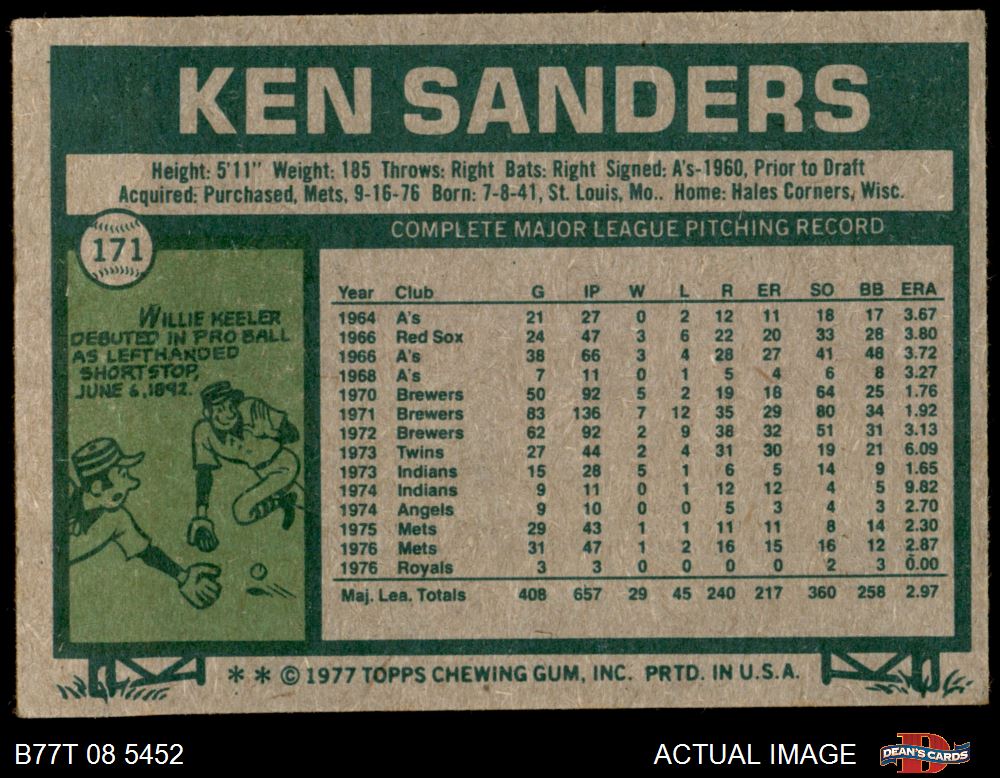 KEN SANDERS
Height: 5'11" Weight: 185 Throws: Right Bats: Right Signed: A's-1960, Prior to Draft
Acquired: Purchased, Mets, 9-16-76 Born: 7-8-41, St. Louis, Mo.. Home: Hales Corners, Wisc.
171
COMPLETE MAJOR LEAGUE PITCHING RECORD
WILLIE KEELER
DEBUTED IN PRO BALL
AS LEFTHANDED
SHORTSTOP,
JUNE 6, 1892.
Year Club G IP W L R ER SO BB ERA
1964 A's 21 27 0 2 12 11 18 17 3.67
1966 Red Sox 24 47 3 6 22 20 33 28 3.80
1966 A's 38 66 3 4 28 27 41 48 3.72
1968 A's 7 11 0 1 5 4 6 8 3.27
1970 Brewers 50 92 5 2 19 18 64 25 1.76
1971 Brewers 83 136 7 12 35 29 80 34 1.92
1972 Brewers 62 92 2 9 38 32 51 31 3.13
1973 Twins 27 44 2 4 31 30 19 21 6.09
1973 Indians 15 28 5 1 6 5 14 9 1.65
1974 Indians 9 11 0 1 12 12 4 5 9.82
1974 Angels 9 10 0 0 5 3 4 3 2.70
1975 Mets 29 43 1 1 11 11 8 14 2.30
1976 Mets 31 47 1 2 16 15 16 12 2.87
1976 Royals 3 3 0 0 0 0 2 3 0.00
Maj. Lea. Totals 408 657 29 45 240 217 360 258 2.97
* * © 1977 TOPPS CHEWING GUM, INC. PRTD. IN U.S.A.
B77T 08 5452
ACTUAL IMAGE
D
DEAN'S CARDS